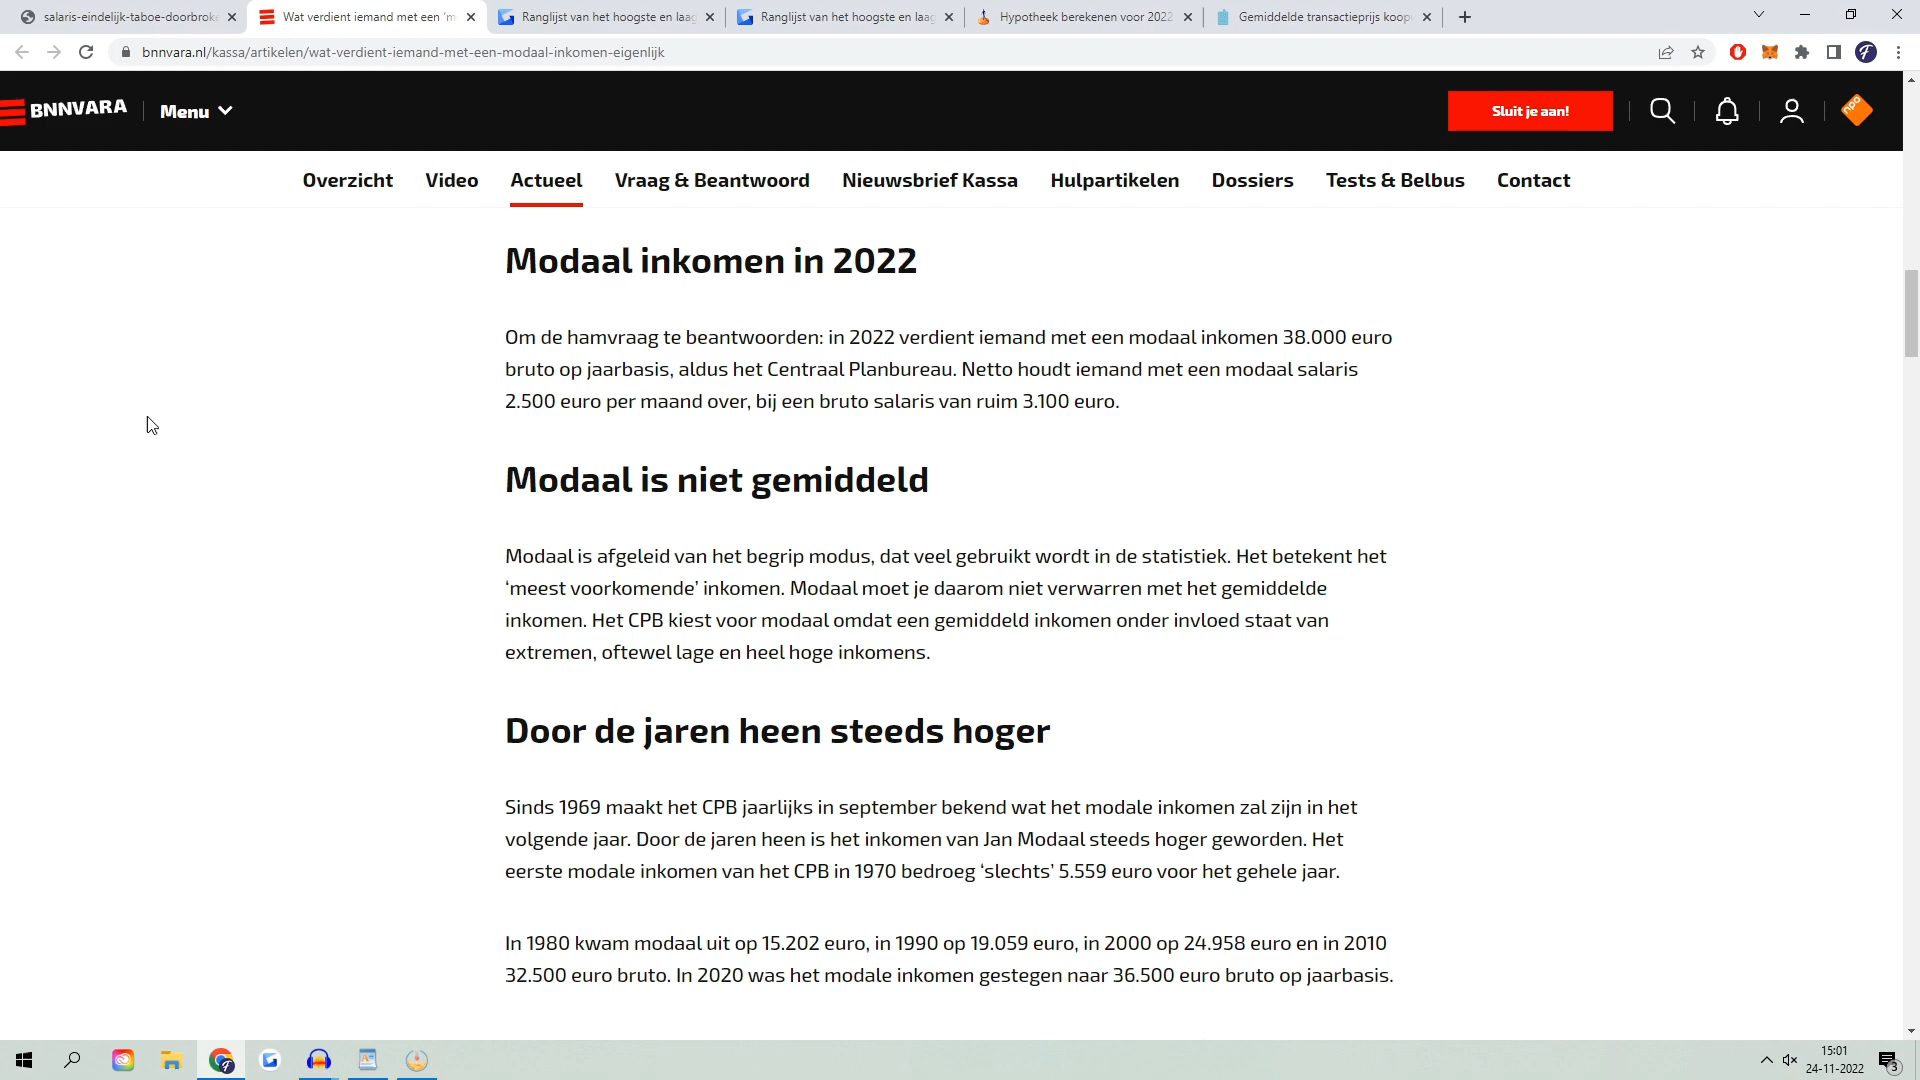 salaris-eindelijk-taboe-doorbroke
Wat verdient iemand met een 'm
Ranglijst van het hoogste en laag
Ranglijst van het hoogste en laag
Hypotheek berekenen voor 2022
Gemiddelde transactieprijs koop
bnnvara.nl/kassa/artikelen/wat-verdient-iemand-met-een-modaal-inkomen-eigenlijk
BNNVARA
Menu
Sluit je aan!
npo
Overzicht Video Actueel Vraag & Beantwoord Nieuwsbrief Kassa Hulpartikelen Dossiers Tests & Belbus Contact
Modaal inkomen in 2022
Om de hamvraag te beantwoorden: in 2022 verdient iemand met een modaal inkomen 38.000 euro
bruto op jaarbasis, aldus het Centraal Planbureau. Netto houdt iemand met een modaal salaris
2.500 euro per maand over, bij een bruto salaris van ruim 3.100 euro.
Modaal is niet gemiddeld
Modaal is afgeleid van het begrip modus, dat veel gebruikt wordt in de statistiek. Het betekent het
‘meest voorkomende’ inkomen. Modaal moet je daarom niet verwarren met het gemiddelde
inkomen. Het CPB kiest voor modaal omdat een gemiddeld inkomen onder invloed staat van
extremen, oftewel lage en heel hoge inkomens.
Door de jaren heen steeds hoger
Sinds 1969 maakt het CPB jaarlijks in september bekend wat het modale inkomen zal zijn in het
volgende jaar. Door de jaren heen is het inkomen van Jan Modaal steeds hoger geworden. Het
eerste modale inkomen van het CPB in 1970 bedroeg ‘slechts’ 5.559 euro voor het gehele jaar.
In 1980 kwam modaal uit op 15.202 euro, in 1990 op 19.059 euro, in 2000 op 24.958 euro en in 2010
32.500 euro bruto. In 2020 was het modale inkomen gestegen naar 36.500 euro bruto op jaarbasis.
15:01
24-11-2022
3